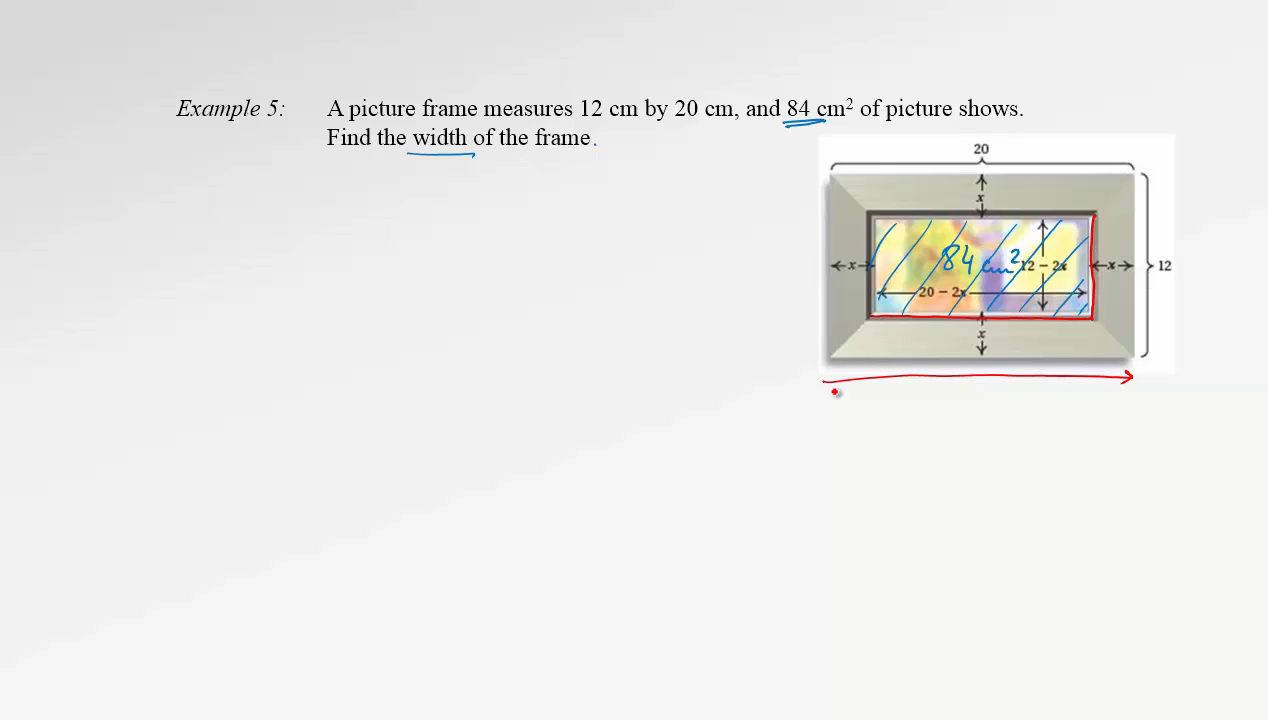 Example 5: A picture frame measures 12 cm by 20 cm, and 84 cm² of picture shows.
Find the width of the frame.
20
x
84 cm²
x
12 − 2x
x
12
20 − 2x
x